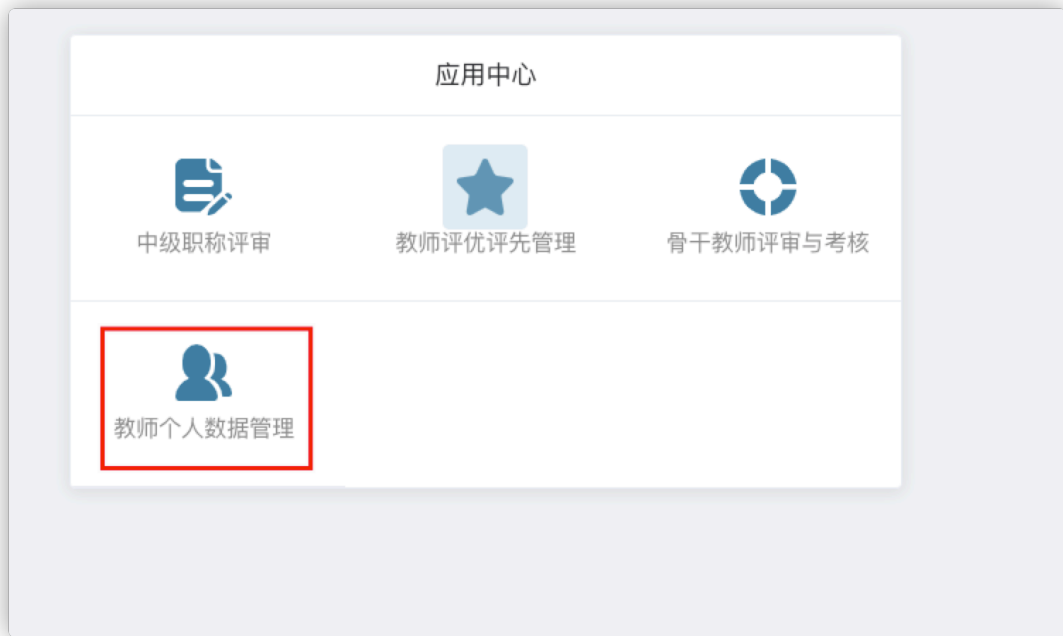 应用中心
中级职称评审
教师评优评先管理
骨干教师评审与考核
教师个人数据管理